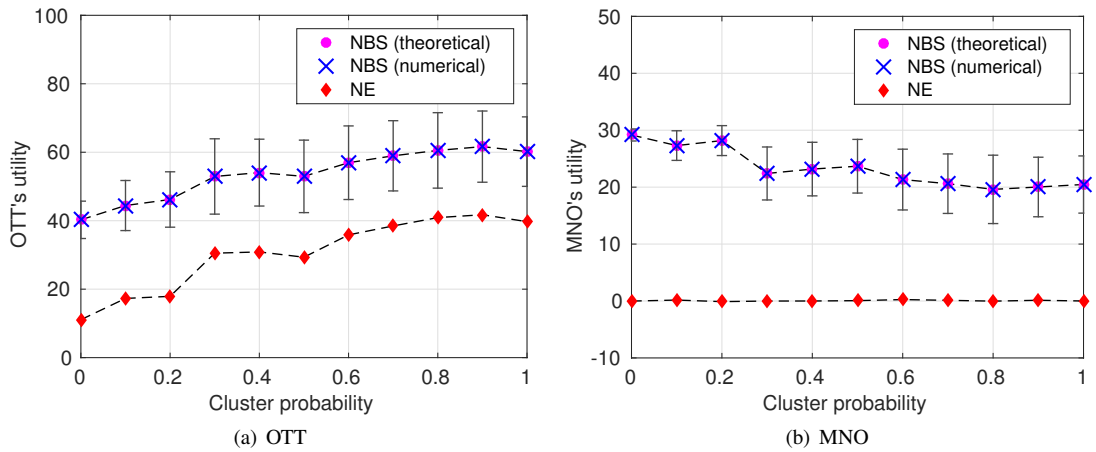 100
80
60
40
20
0
OTT's utility
NBS (theoretical)
NBS (numerical)
NE
0
0.2
0.4
0.6
0.8
1
Cluster probability
(a) OTT
50
40
30
20
10
0
-10
MNO's utility
NBS (theoretical)
NBS (numerical)
NE
0
0.2
0.4
0.6
0.8
1
Cluster probability
(b) MNO